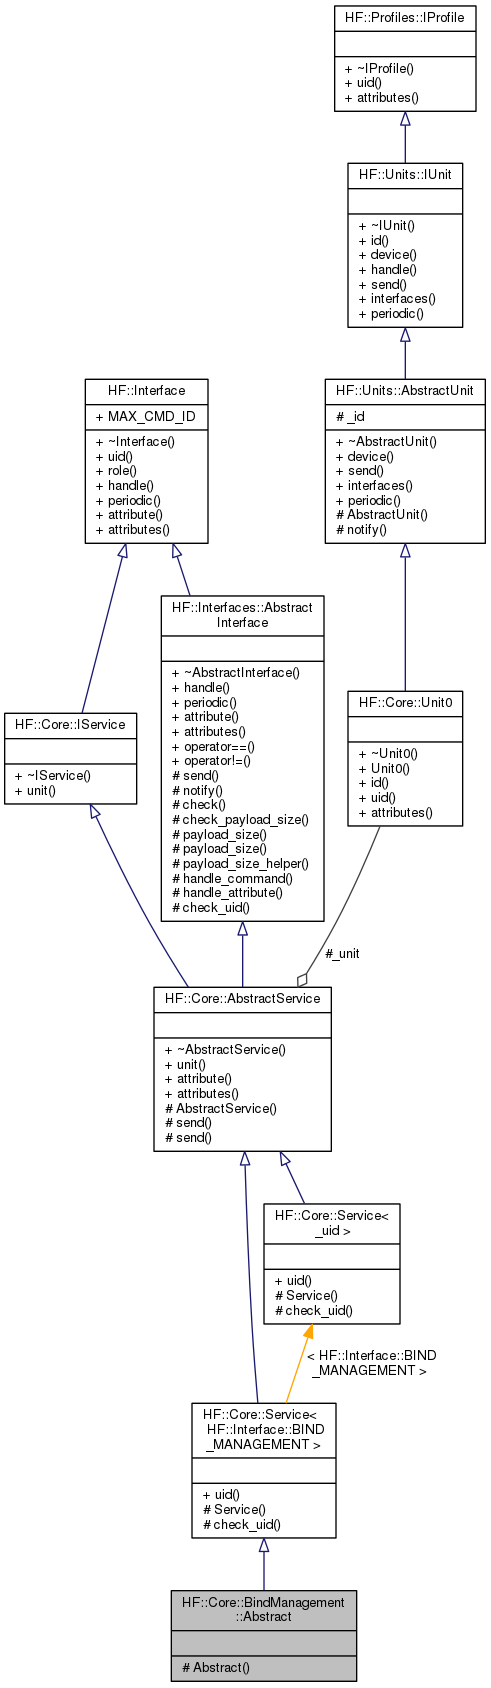 HF::Profiles::IProfile
+ ~IProfile()
+ uid()
+ attributes()
HF::Units::IUnit
+ ~IUnit()
+ id()
+ device()
+ handle()
+ send()
+ interfaces()
+ periodic()
HF::Interface
+ MAX_CMD_ID
+ ~Interface()
+ uid()
+ role()
+ handle()
+ periodic()
+ attribute()
+ attributes()
HF::Units::AbstractUnit
# _id
+ ~AbstractUnit()
+ device()
+ send()
+ interfaces()
+ periodic()
# AbstractUnit()
# notify()
HF::Interfaces::Abstract
Interface
+ ~AbstractInterface()
+ handle()
+ periodic()
+ attribute()
+ attributes()
+ operator==()
+ operator!=()
# send()
# notify()
# check()
# check_payload_size()
# payload_size()
# payload_size()
# payload_size_helper()
# handle_command()
# handle_attribute()
# check_uid()
HF::Core::IService
+ ~IService()
+ unit()
HF::Core::Unit0
+ ~Unit0()
+ Unit0()
+ id()
+ uid()
+ attributes()
#_unit
HF::Core::AbstractService
+ ~AbstractService()
+ unit()
+ attribute()
+ attributes()
# AbstractService()
# send()
# send()
HF::Core::Service<
_uid >
+ uid()
# Service()
# check_uid()
< HF::Interface::BIND
_MANAGEMENT >
HF::Core::Service<
HF::Interface::BIND
_MANAGEMENT >
+ uid()
# Service()
# check_uid()
HF::Core::BindManagement
::Abstract
# Abstract()